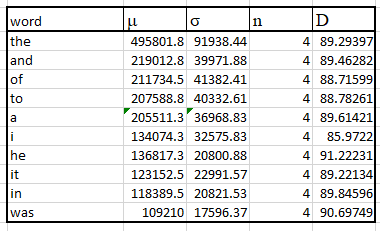 word μ σ n D
the 495801.8 91938.44 4 89.29397
and 219012.8 39971.88 4 89.46282
of 211734.5 41382.41 4 88.71599
to 207588.8 40332.61 4 88.78261
a 205511.3 36968.83 4 89.61421
i 134074.3 32575.83 4 85.9722
he 136817.3 20800.88 4 91.22231
it 123152.5 22991.57 4 89.22134
in 118389.5 20821.53 4 89.84596
was 109210 17596.37 4 90.69749